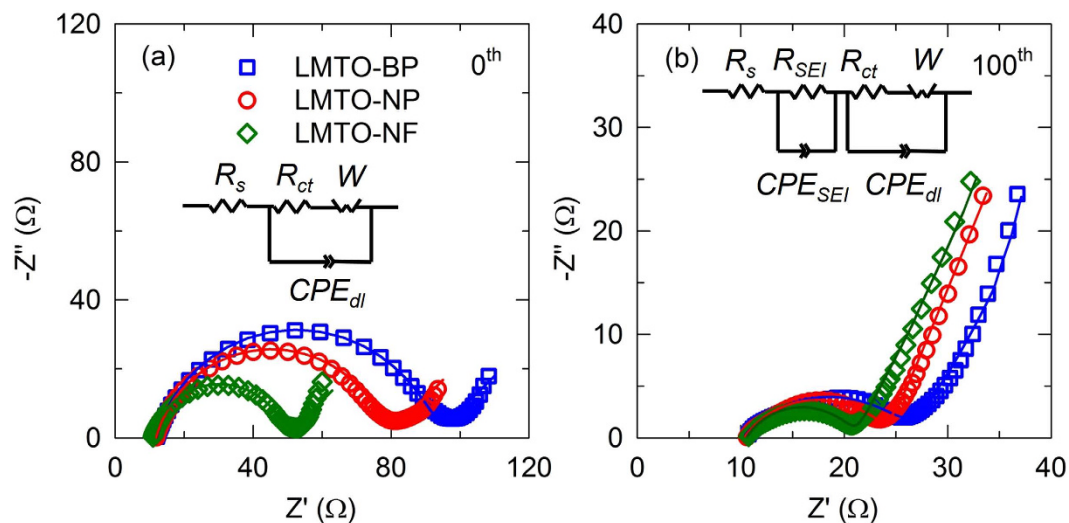 (a)
0th
LMTO-BP
LMTO-NP
LMTO-NF
Rs
Rct
W
CPEdl
120
80
40
0
-Z'' (Ω)
0
40
80
120
Z' (Ω)
(b)
100th
Rs
RSEI
Rct
W
CPESEI
CPEdl
40
30
20
10
0
-Z'' (Ω)
0
10
20
30
40
Z' (Ω)